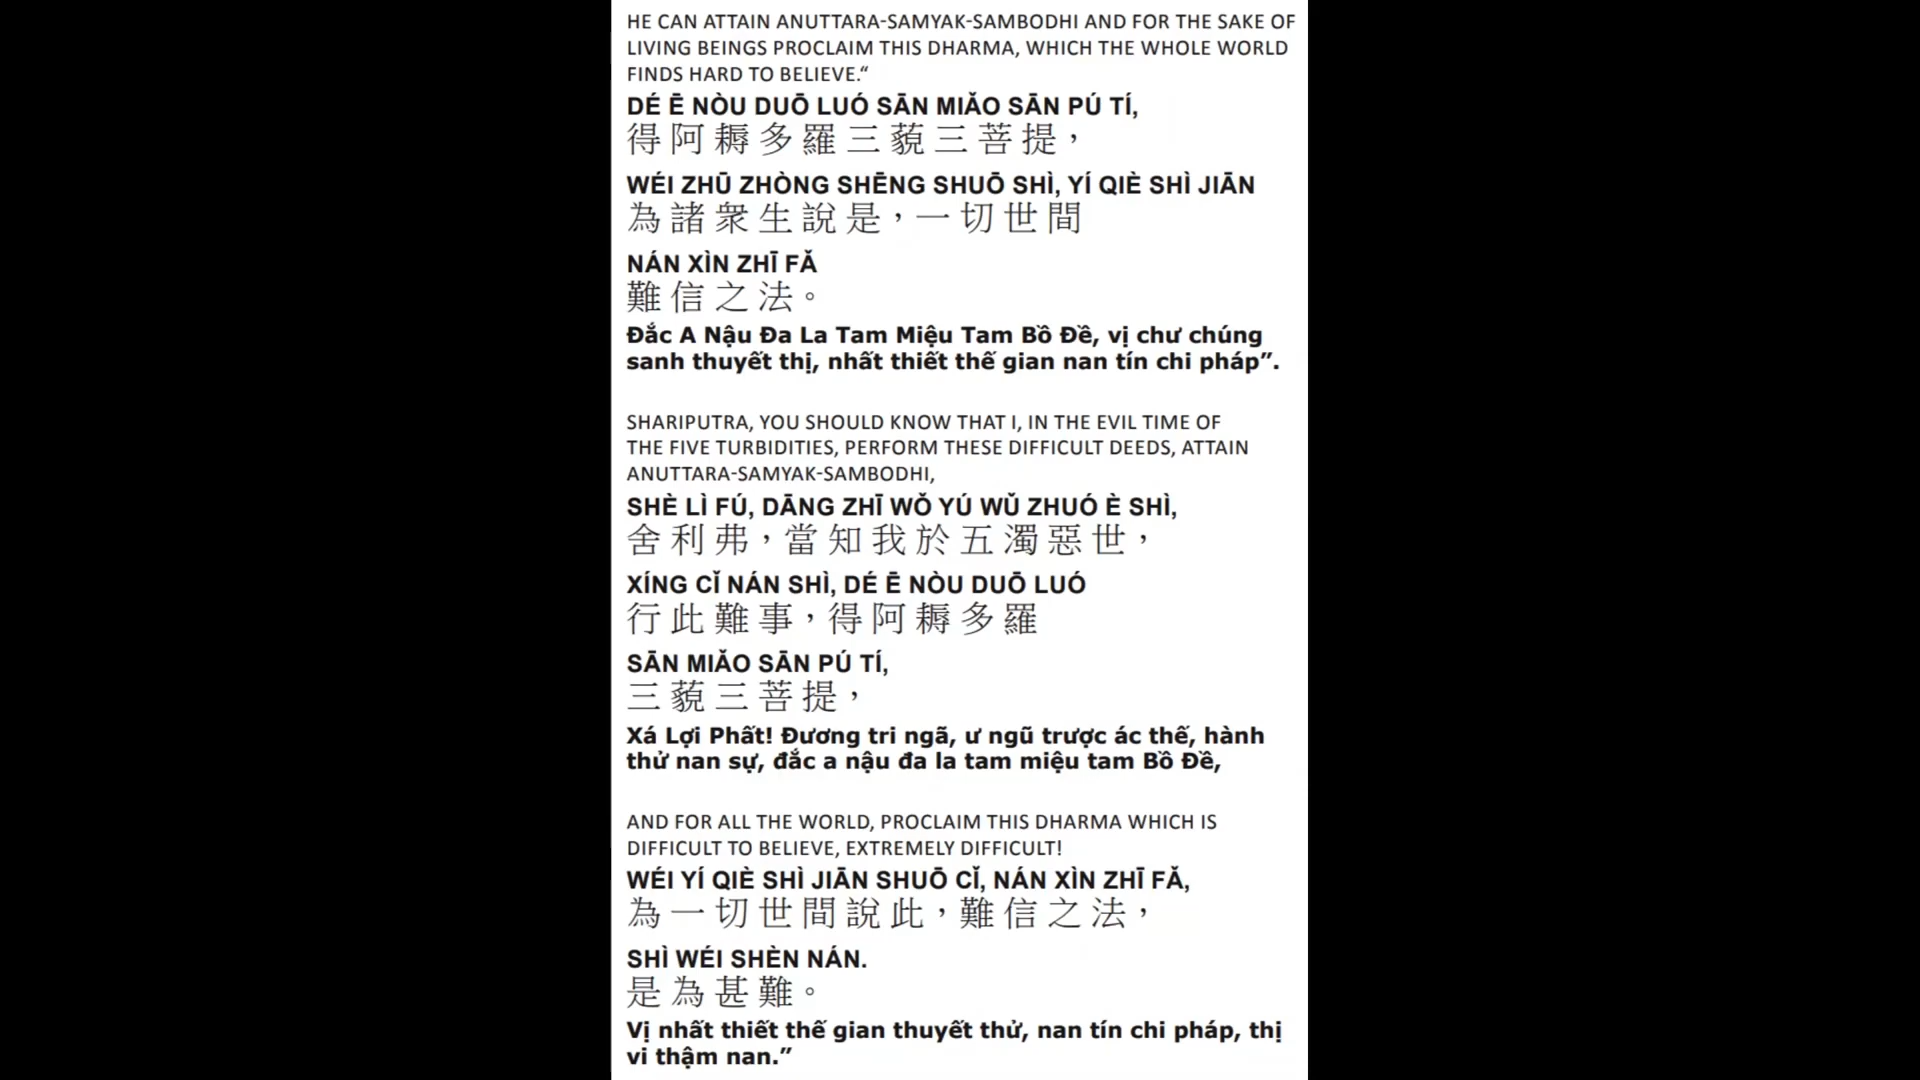 HE CAN ATTAIN ANUTTARA-SAMYAK-SAMBODHI AND FOR THE SAKE OF
LIVING BEINGS PROCLAIM THIS DHARMA, WHICH THE WHOLE WORLD
FINDS HARD TO BELIEVE.“
DÉ Ē NÒU DUŌ LUÓ SĀN MIǍO SĀN PÚ TÍ,
得阿耨多羅三藐三菩提，
WÉI ZHŪ ZHÒNG SHĒNG SHUŌ SHÌ, YÍ QIÈ SHÌ JIĀN
為諸衆生說是，一切世間
NÁN XÌN ZHĪ FǍ
難信之法。
Đắc A Nậu Đa La Tam Miệu Tam Bồ Đề, vị chư chúng
sanh thuyết thị, nhất thiết thế gian nan tín chi pháp”.
SHARIPUTRA, YOU SHOULD KNOW THAT I, IN THE EVIL TIME OF
THE FIVE TURBIDITIES, PERFORM THESE DIFFICULT DEEDS, ATTAIN
ANUTTARA-SAMYAK-SAMBODHI,
SHÈ LÌ FÚ, DĀNG ZHĪ WǑ YÚ WǓ ZHUÓ È SHÌ,
舍利弗，當知我於五濁惡世，
XÍNG CǏ NÁN SHÌ, DÉ Ē NÒU DUŌ LUÓ
行此難事，得阿耨多羅
SĀN MIǍO SĀN PÚ TÍ,
三藐三菩提，
Xá Lợi Phất! Đương tri ngã, ư ngũ trược ác thế, hành
thử nan sự, đắc a nậu đa la tam miệu tam Bồ Đề,
AND FOR ALL THE WORLD, PROCLAIM THIS DHARMA WHICH IS
DIFFICULT TO BELIEVE, EXTREMELY DIFFICULT!
WÉI YÍ QIÈ SHÌ JIĀN SHUŌ CǏ, NÁN XÌN ZHĪ FǍ,
為一切世間說此，難信之法，
SHÌ WÉI SHÈN NÁN.
是為甚難。
Vị nhất thiết thế gian thuyết thử, nan tín chi pháp, thị
vi thậm nan.”